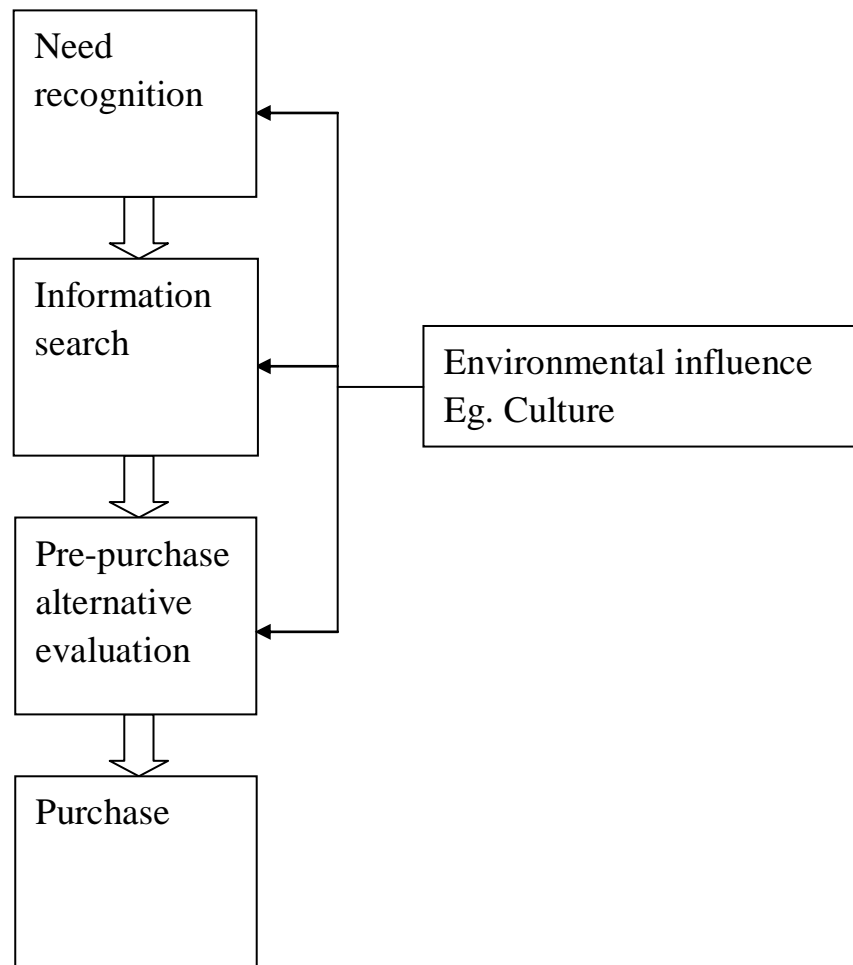 Need
recognition
Information
search
Environmental influence
Eg. Culture
Pre-purchase
alternative
evaluation
Purchase